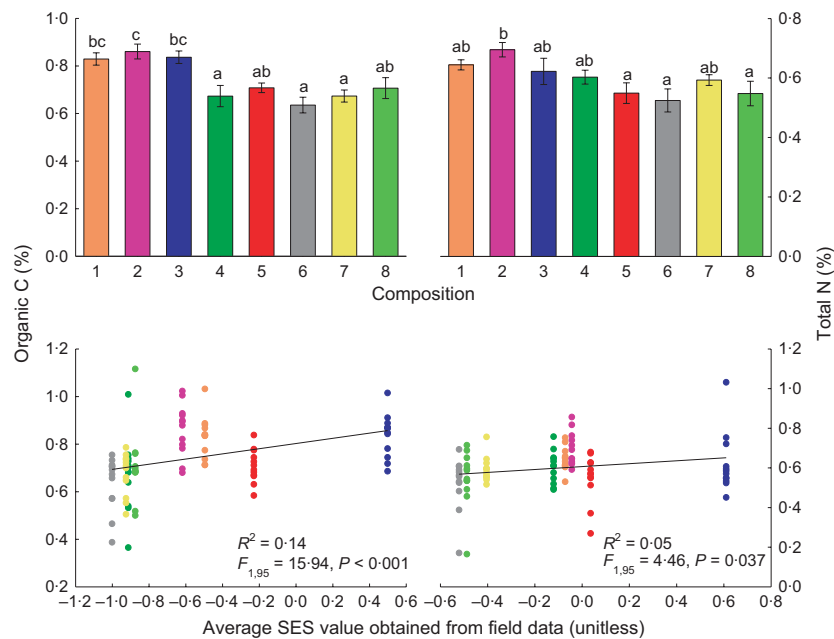 1·0
0·8
0·6
0·4
0·2
0·0
bc
c
bc
a
ab
a
a
ab
1 2 3 4 5 6 7 8
ab
b
ab
ab
a
a
ab
a
1 2 3 4 5 6 7 8
0·8
0·6
0·4
0·2
0·0
Composition
Organic C (%)
Total N (%)
1·2
1·0
0·8
0·6
0·4
0·2
R² = 0·14
F1,95 = 15·94, P < 0·001
−1·2 −1·0 −0·8 −0·6 −0·4 −0·2 0·0 0·2 0·4 0·6
R² = 0·05
F1,95 = 4·46, P = 0·037
−0·6 −0·4 −0·2 0·0 0·2 0·4 0·6 0·8
1·2
1·0
0·8
0·6
0·4
0·2
0·0
Average SES value obtained from field data (unitless)